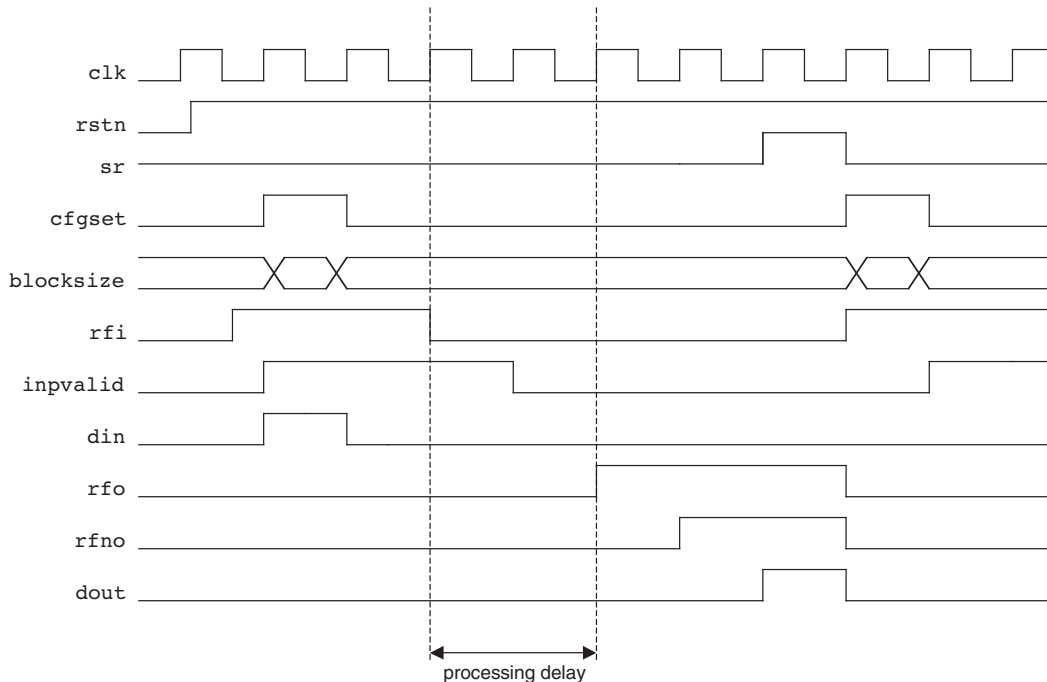 clk
rstn
sr
cfgset
blocksize
rfi
inpvalid
din
rfo
rfno
dout
processing delay